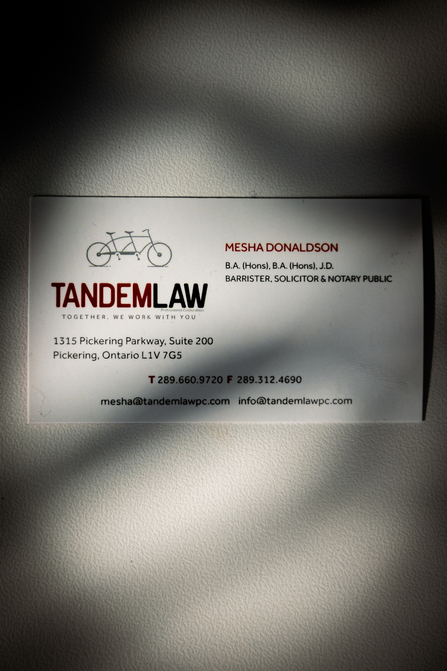 MESHA DONALDSON
B.A. (Hons), B.A. (Hons), J.D.
BARRISTER, SOLICITOR & NOTARY PUBLIC
TANDEMLAW
TOGETHER, WE WORK WITH YOU
1315 Pickering Parkway, Suite 200
Pickering, Ontario L1V 7G5
T 289.660.9720 F 289.312.4690
mesha@tandemlawpc.com info@tandemlawpc.com